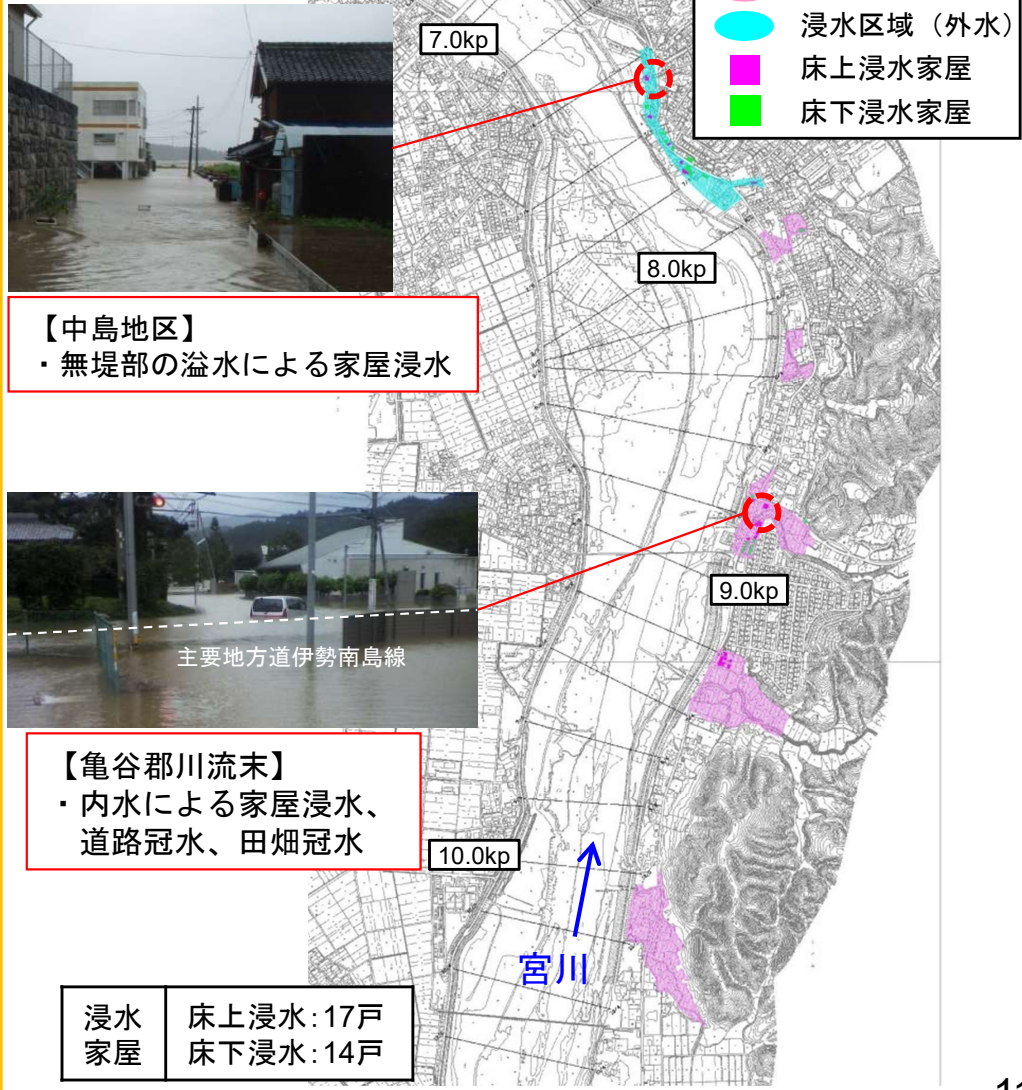 7.0kp
浸水区域（外水）
床上浸水家屋
床下浸水家屋
8.0kp
【中島地区】
・無堤部の溢水による家屋浸水
9.0kp
主要地方道伊勢南島線
【亀谷郡川流末】
・内水による家屋浸水、
道路冠水、田畑冠水
10.0kp
宮川
浸水家屋
床上浸水：17戸
床下浸水：14戸